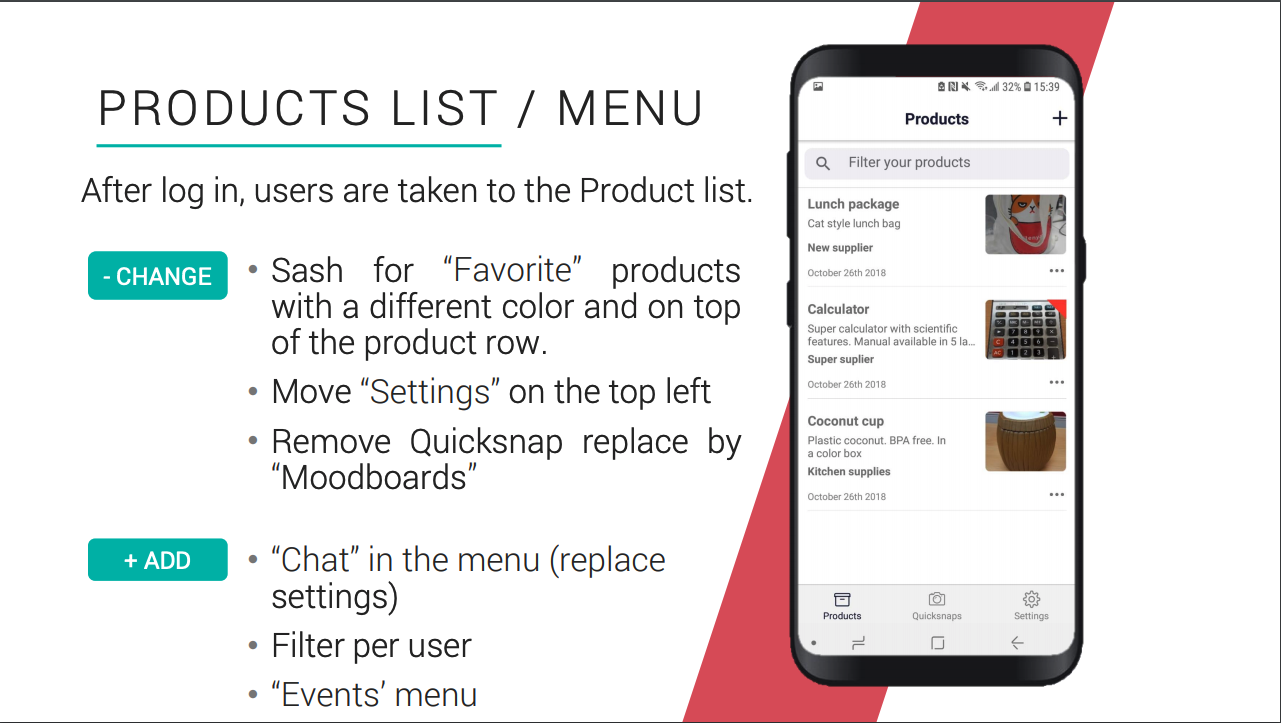 PRODUCTS LIST / MENU
After log in, users are taken to the Product list.
- CHANGE
• Sash for “Favorite” products
with a different color and on top
of the product row.
• Move “Settings” on the top left
• Remove Quicksnap replace by
“Moodboards”
+ ADD
• “Chat” in the menu (replace
settings)
• Filter per user
• “Events’ menu
32% 15:39
Products +
Filter your products
Lunch package
Cat style lunch bag
New supplier
October 26th 2018
Calculator
Super calculator with scientific
features. Manual available in 5 la...
Super suplier
October 26th 2018
Coconut cup
Plastic coconut. BPA free. In
a color box
Kitchen supplies
October 26th 2018
Products
Quicksnaps
Settings